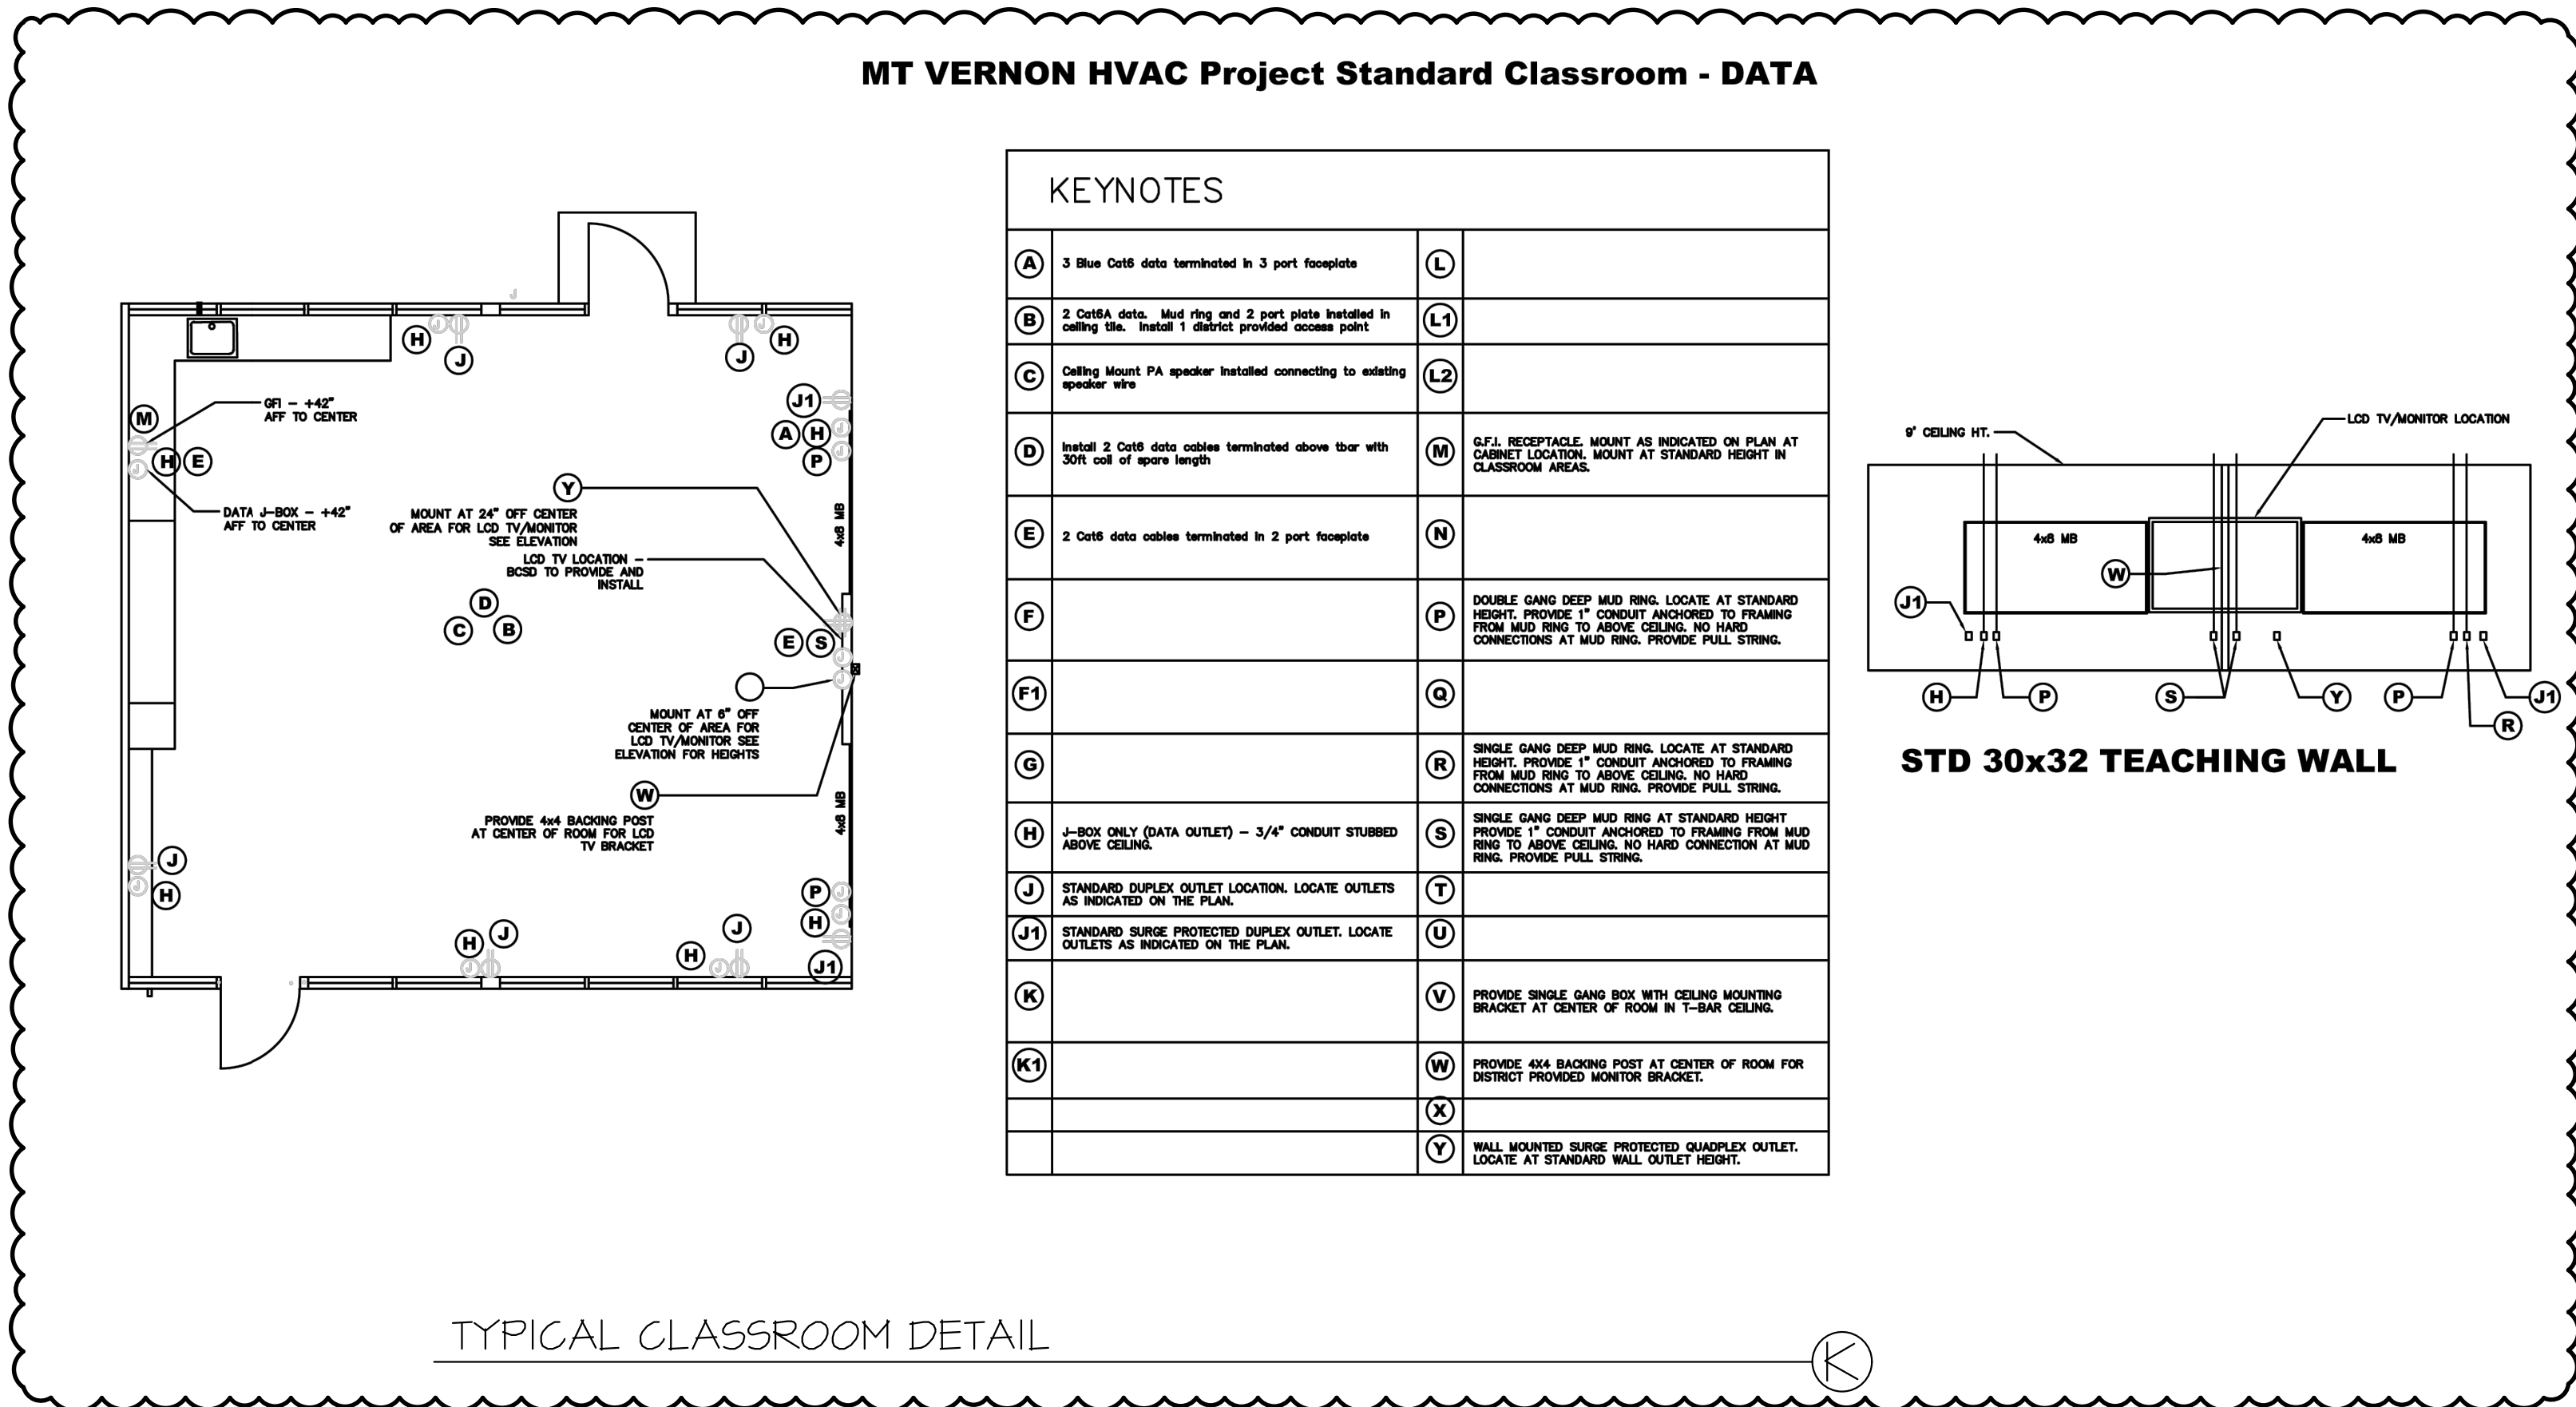 MT VERNON HVAC Project Standard Classroom - DATA
J
H
J
J
H
J
J
J1
M
GFI - +42"
AFF TO CENTER
A
H
J
P
J
H
E
J
Y
DATA J-BOX - +42"
AFF TO CENTER
MOUNT AT 24" OFF CENTER
OF AREA FOR LCD TV/MONITOR
SEE ELEVATION
4x8 MB
LCD TV LOCATION -
BCSD TO PROVIDE AND
INSTALL
D
C
B
E
S
J
J
MOUNT AT 6" OFF
CENTER OF AREA FOR
LCD TV/MONITOR SEE
ELEVATION FOR HEIGHTS
W
PROVIDE 4x4 BACKING POST
AT CENTER OF ROOM FOR LCD
TV BRACKET
4x8 MB
J
J
H
P
J
H
J
H
J
J
J
H
J
J1
KEYNOTES
A
3 Blue Cat6 data terminated in 3 port faceplate
L
B
2 Cat6A data. Mud ring and 2 port plate installed in
ceiling tile. Install 1 district provided access point
L1
C
Ceiling Mount PA speaker installed connecting to existing
speaker wire
L2
D
Install 2 Cat6 data cables terminated above tbar with
30ft coil of spare length
M
G.F.I. RECEPTACLE. MOUNT AS INDICATED ON PLAN AT
CABINET LOCATION. MOUNT AT STANDARD HEIGHT IN
CLASSROOM AREAS.
E
2 Cat6 data cables terminated in 2 port faceplate
N
F
P
DOUBLE GANG DEEP MUD RING. LOCATE AT STANDARD
HEIGHT. PROVIDE 1" CONDUIT ANCHORED TO FRAMING
FROM MUD RING TO ABOVE CEILING. NO HARD
CONNECTIONS AT MUD RING. PROVIDE PULL STRING.
F1
Q
G
R
SINGLE GANG DEEP MUD RING. LOCATE AT STANDARD
HEIGHT. PROVIDE 1" CONDUIT ANCHORED TO FRAMING
FROM MUD RING TO ABOVE CEILING. NO HARD
CONNECTIONS AT MUD RING. PROVIDE PULL STRING.
H
J-BOX ONLY (DATA OUTLET) - 3/4" CONDUIT STUBBED
ABOVE CEILING.
S
SINGLE GANG DEEP MUD RING AT STANDARD HEIGHT
PROVIDE 1" CONDUIT ANCHORED TO FRAMING FROM MUD
RING TO ABOVE CEILING. NO HARD CONNECTION AT MUD
RING. PROVIDE PULL STRING.
J
STANDARD DUPLEX OUTLET LOCATION. LOCATE OUTLETS
AS INDICATED ON THE PLAN.
T
J1
STANDARD SURGE PROTECTED DUPLEX OUTLET. LOCATE
OUTLETS AS INDICATED ON THE PLAN.
U
K
V
PROVIDE SINGLE GANG BOX WITH CEILING MOUNTING
BRACKET AT CENTER OF ROOM IN T-BAR CEILING.
K1
W
PROVIDE 4X4 BACKING POST AT CENTER OF ROOM FOR
DISTRICT PROVIDED MONITOR BRACKET.
X
Y
WALL MOUNTED SURGE PROTECTED QUADPLEX OUTLET.
LOCATE AT STANDARD WALL OUTLET HEIGHT.
LCD TV/MONITOR LOCATION
9' CEILING HT.
4x8 MB
4x8 MB
W
J1
H
P
S
Y
P
J1
R
STD 30x32 TEACHING WALL
TYPICAL CLASSROOM DETAIL
K